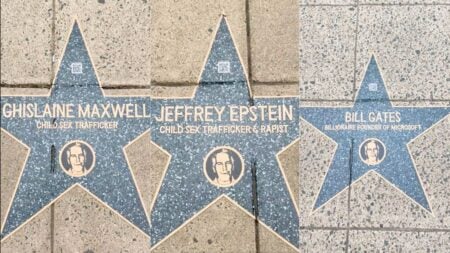 GHISLAINE MAXWELL
CHILD SEX TRAFFICKER
JEFFREY EPSTEIN
CHILD SEX TRAFFICKER & RAPIST
BILL GATES
BILLIONAIRE FOUNDER OF MICROSOFT